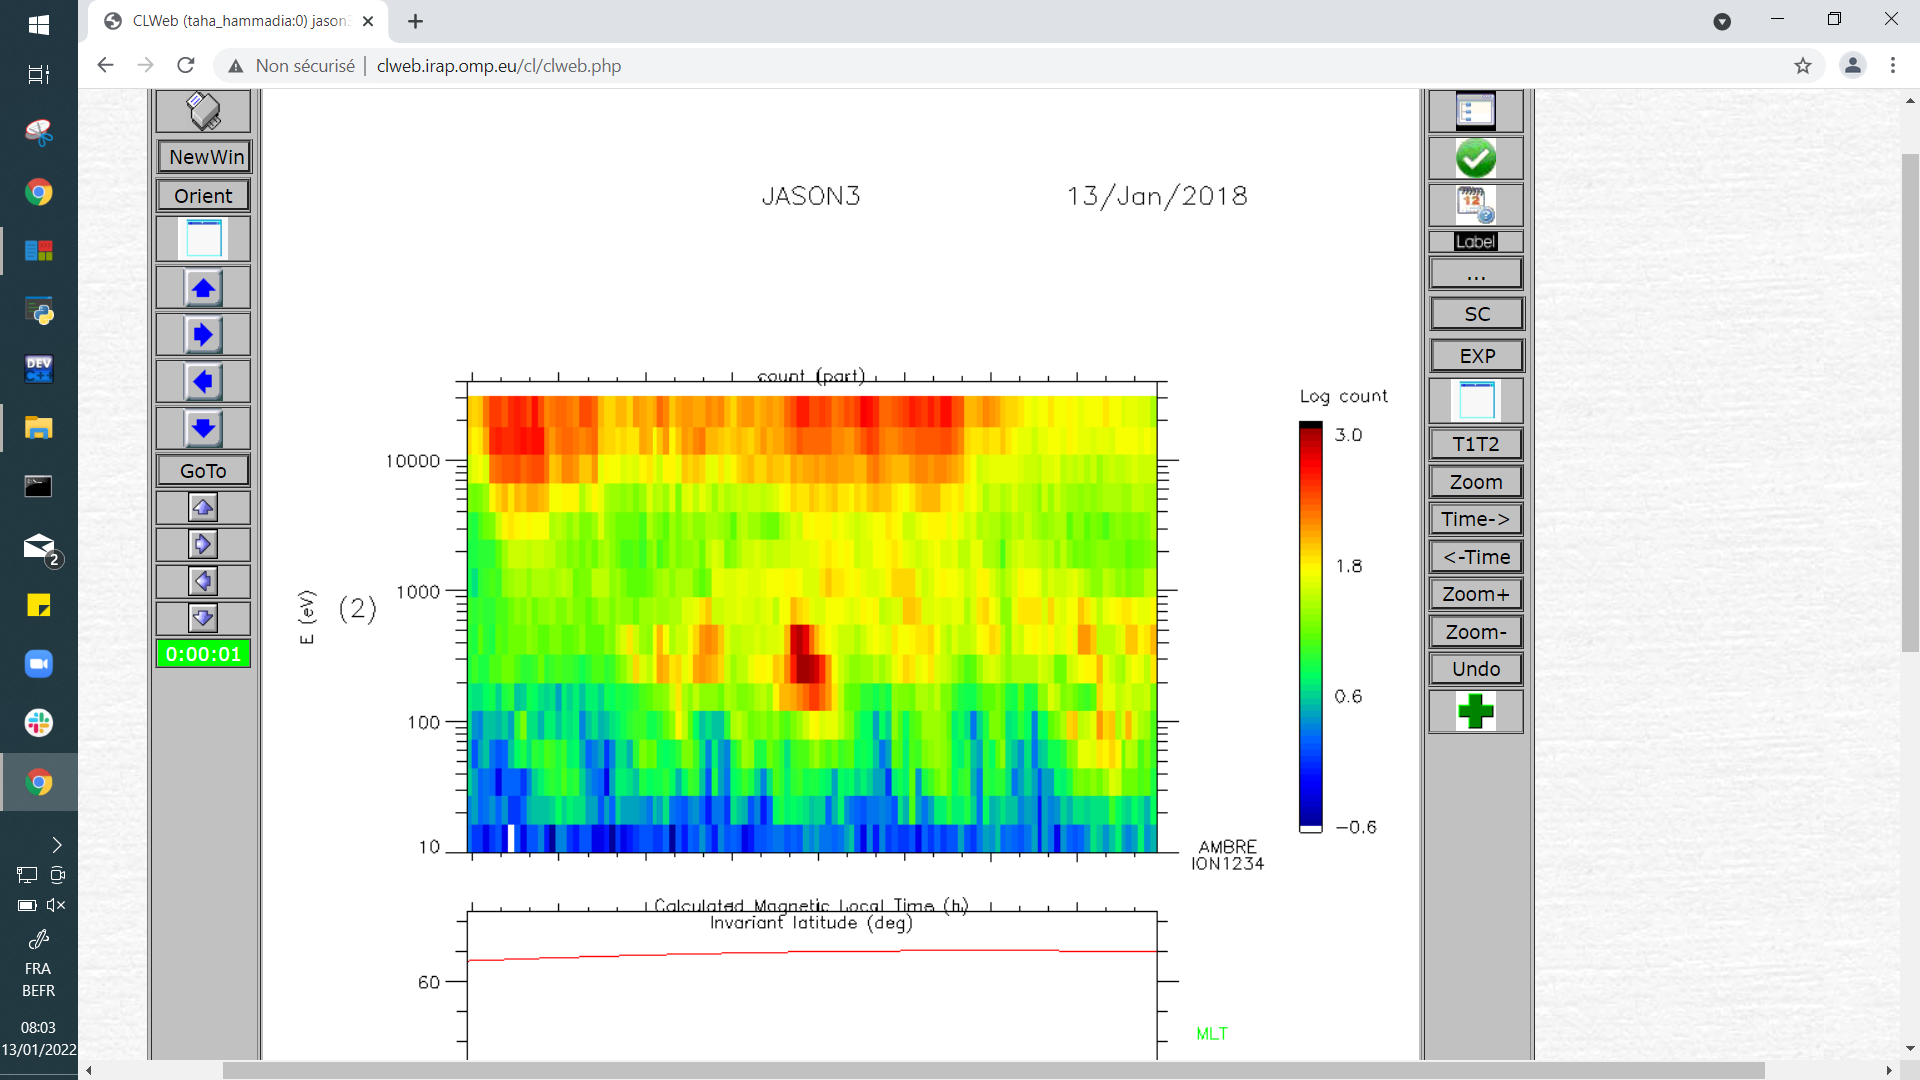 CLWeb (taha_hammadia:0) jason3
Non sécurisé
clweb.irap.omp.eu/cl/clweb.php
NewWin
Orient
GoTo
0:00:01
JASON3
13/Jan/2018
count (part)
10000
1000
100
10
E (eV)
(2)
Log count
3.0
1.8
0.6
−0.6
AMBRE
ION1234
Calculated Magnetic Local Time (h)
Invariant latitude (deg)
60
MLT
12
Label
...
SC
EXP
T1T2
Zoom
Time->
<-Time
Zoom+
Zoom-
Undo
DEV
C++
2
FRA
BEFR
08:03
13/01/2022